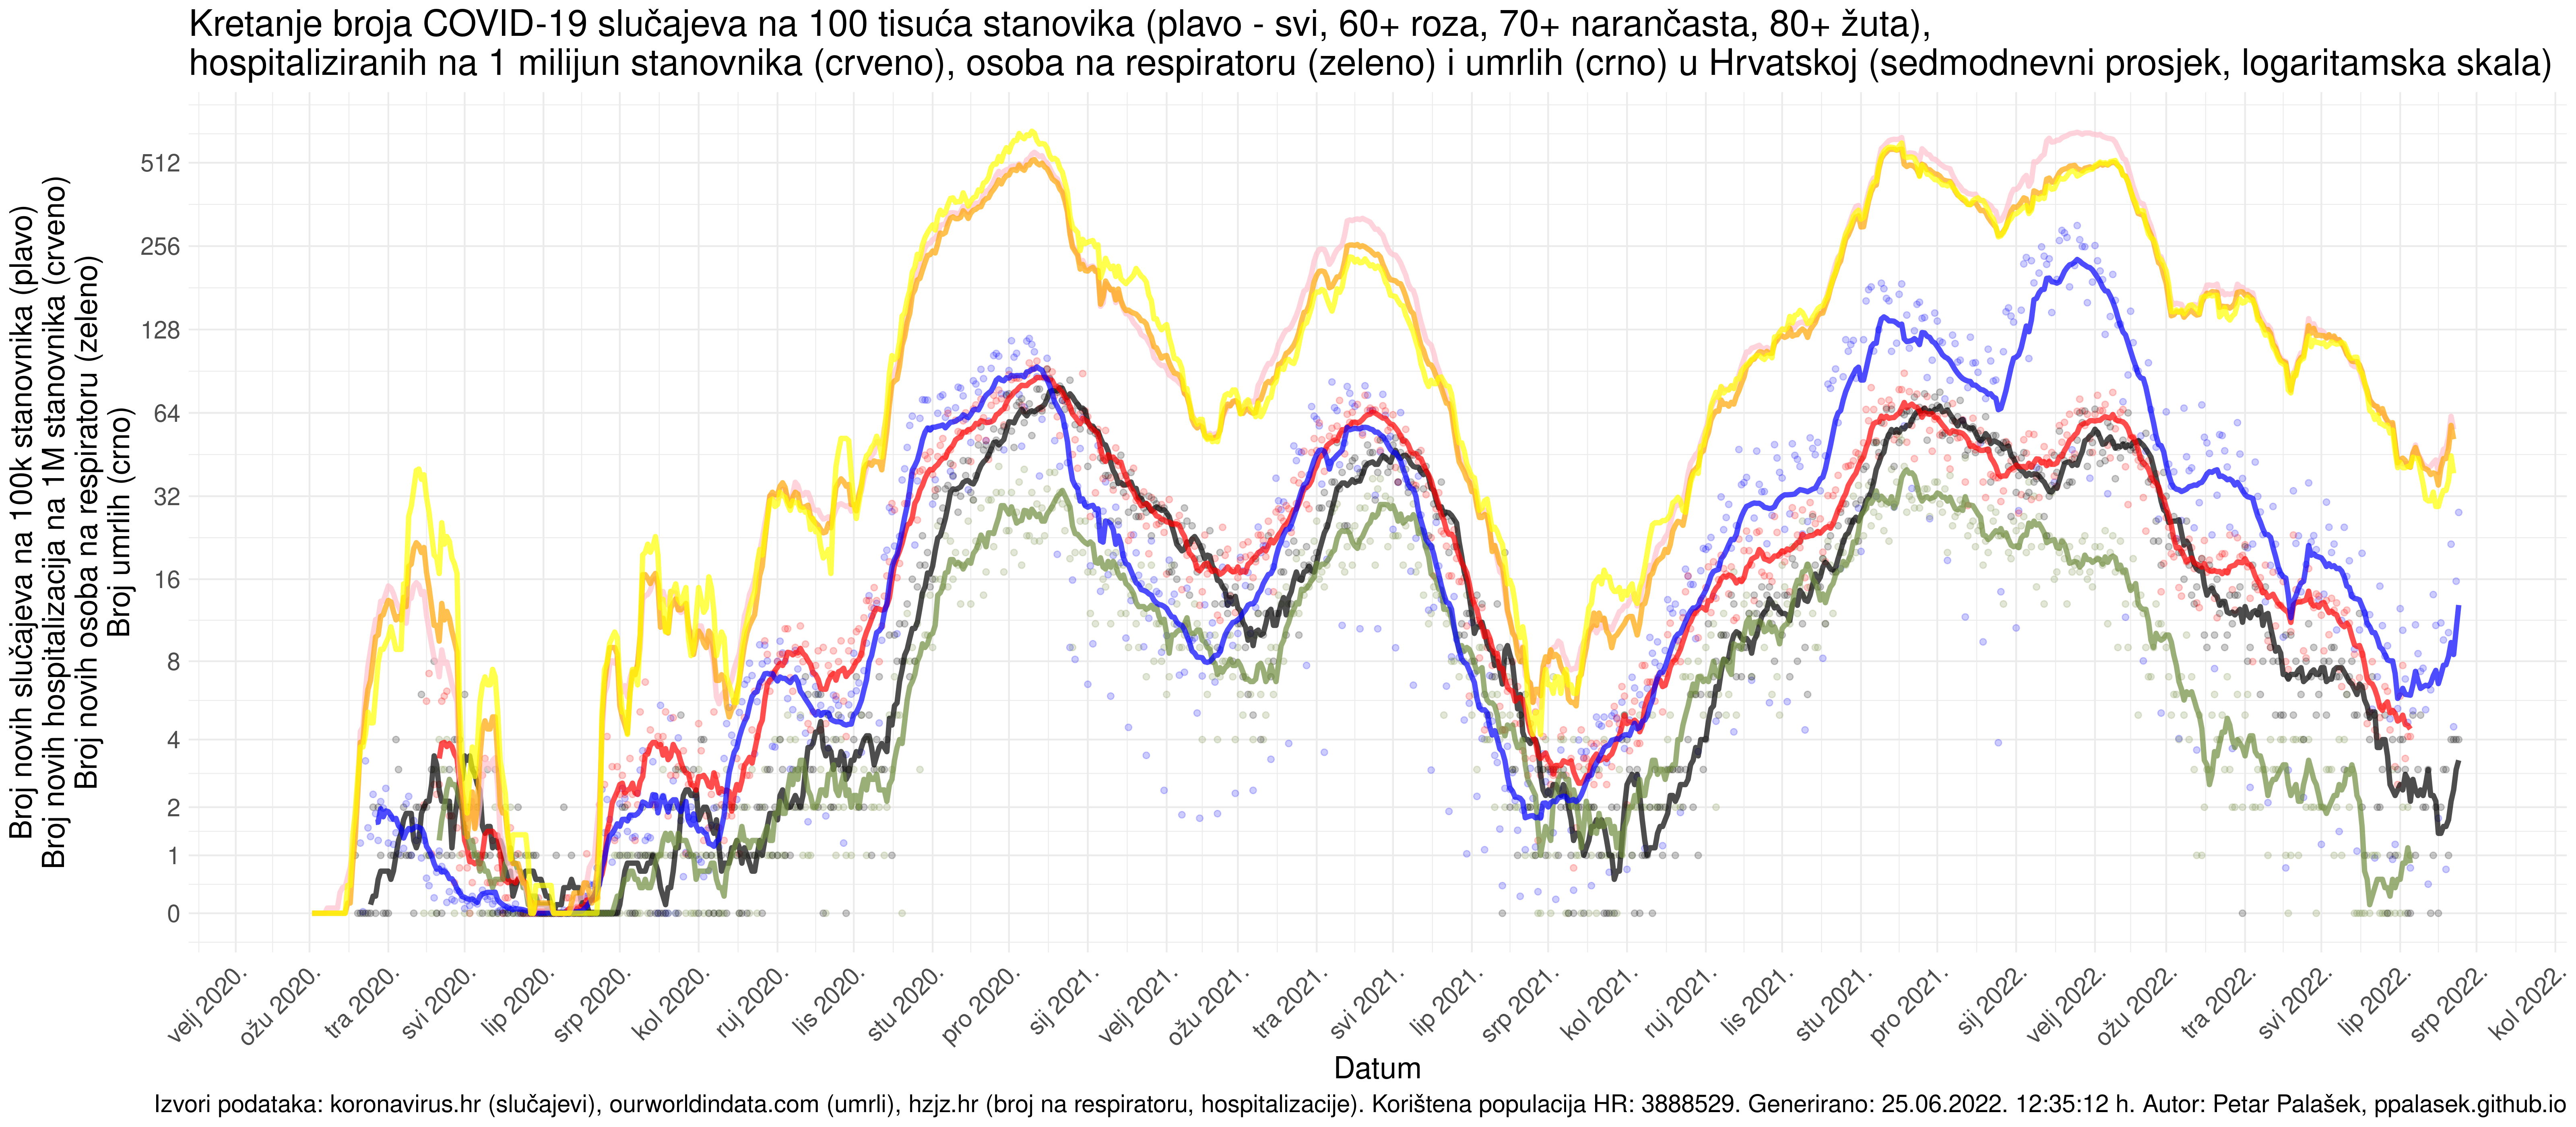 Kretanje broja COVID-19 slučajeva na 100 tisuća stanovika (plavo - svi, 60+ roza, 70+ narančasta, 80+ žuta),
hospitaliziranih na 1 milijun stanovnika (crveno), osoba na respiratoru (zeleno) i umrlih (crno) u Hrvatskoj (sedmodnevni prosjek, logaritamska skala)
Broj novih slučajeva na 100k stanovnika (plavo)
Broj novih hospitalizacija na 1M stanovnika (crveno)
Broj novih osoba na respiratoru (zeleno)
Broj umrlih (crno)
512
256
128
64
32
16
8
4
2
1
0
velj 2020.
ožu 2020.
tra 2020.
svi 2020.
lip 2020.
srp 2020.
kol 2020.
ruj 2020.
lis 2020.
stu 2020.
pro 2020.
sij 2021.
velj 2021.
ožu 2021.
tra 2021.
svi 2021.
lip 2021.
srp 2021.
kol 2021.
ruj 2021.
lis 2021.
stu 2021.
pro 2021.
sij 2022.
velj 2022.
ožu 2022.
tra 2022.
svi 2022.
lip 2022.
srp 2022.
kol 2022.
Datum
Izvori podataka: koronavirus.hr (slučajevi), ourworldindata.com (umrli), hzjz.hr (broj na respiratoru, hospitalizacije). Korištena populacija HR: 3888529. Generirano: 25.06.2022. 12:35:12 h. Autor: Petar Palašek, ppalasek.github.io